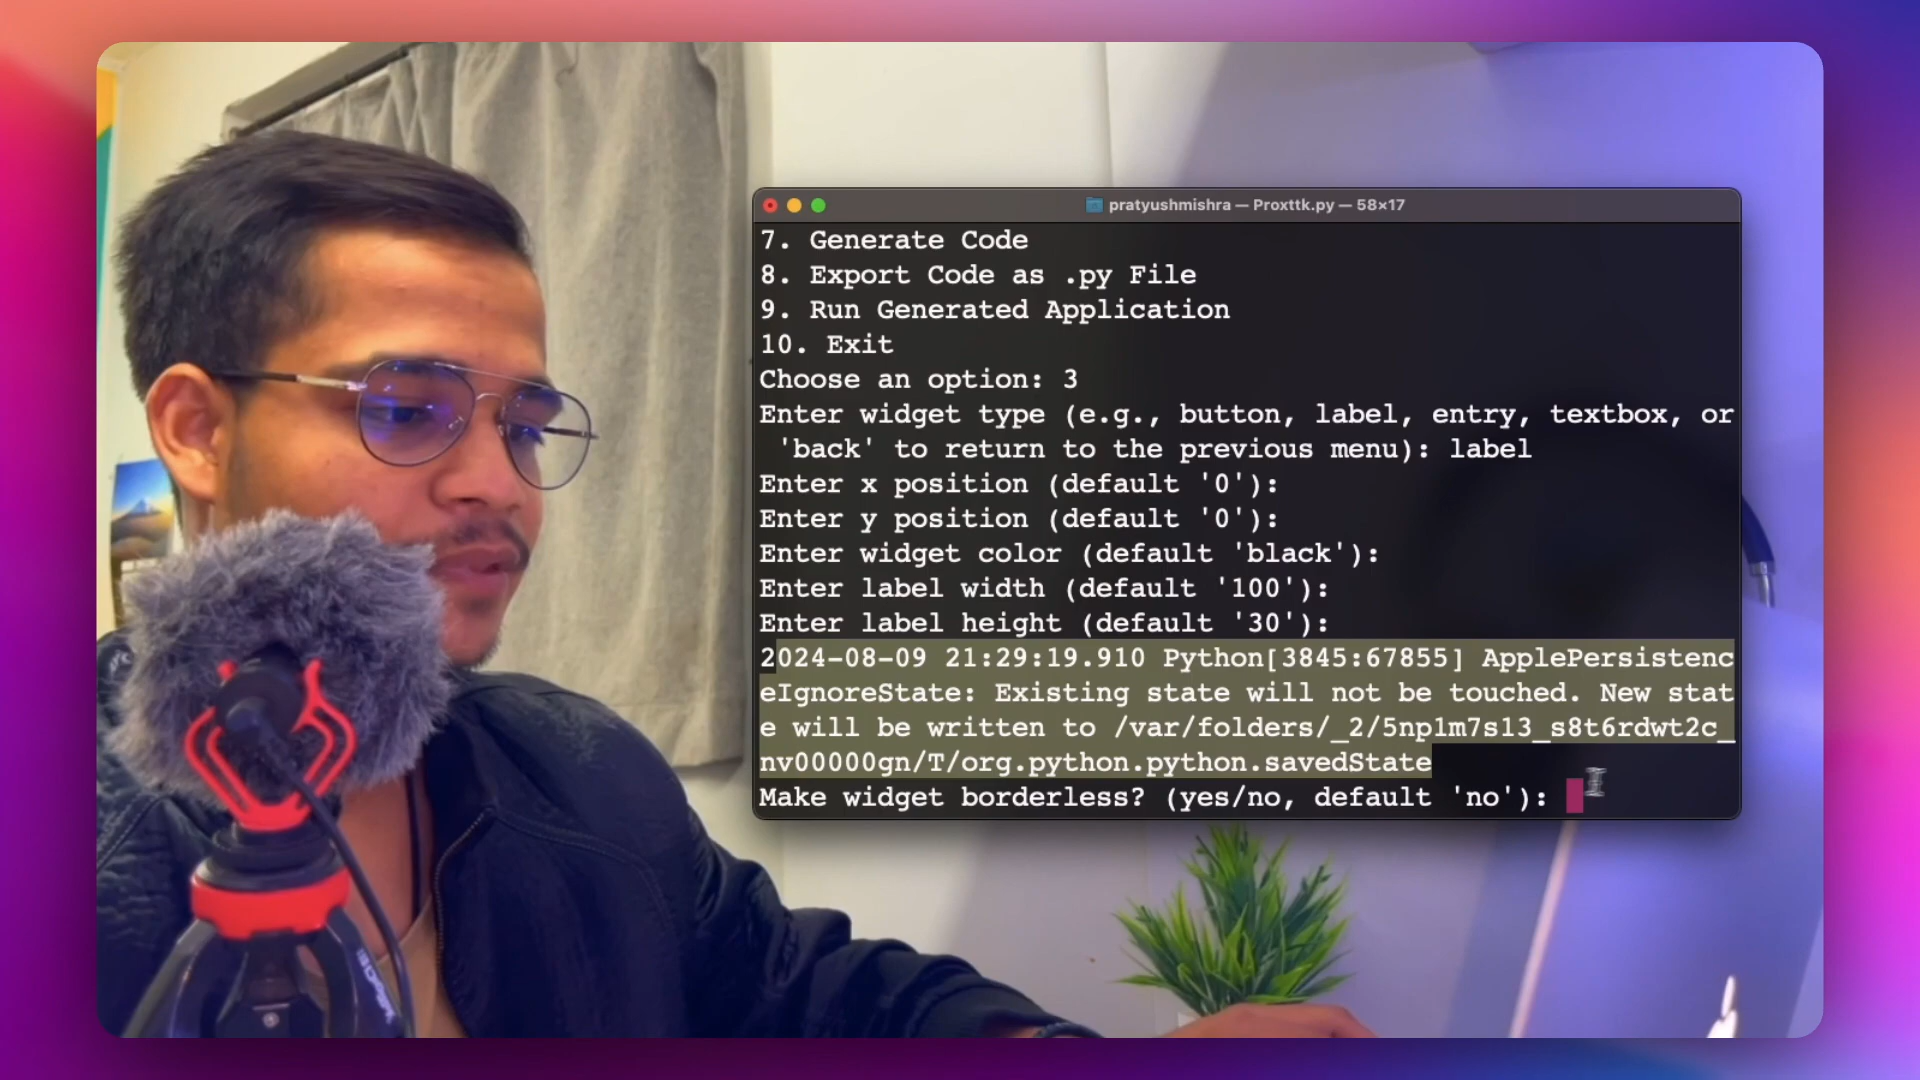 pratyushmishra — Proxttk.py — 58×17
7. Generate Code
8. Export Code as .py File
9. Run Generated Application
10. Exit
Choose an option: 3
Enter widget type (e.g., button, label, entry, textbox, or
'back' to return to the previous menu): label
Enter x position (default '0'):
Enter y position (default '0'):
Enter widget color (default 'black'):
Enter label width (default '100'):
Enter label height (default '30'):
2024-08-09 21:29:19.910 Python[3845:67855] ApplePersistenc
eIgnoreState: Existing state will not be touched. New stat
e will be written to /var/folders/_2/5np1m7s13_s8t6rdwt2c_
nv00000gn/T/org.python.python.savedState
Make widget borderless? (yes/no, default 'no'):